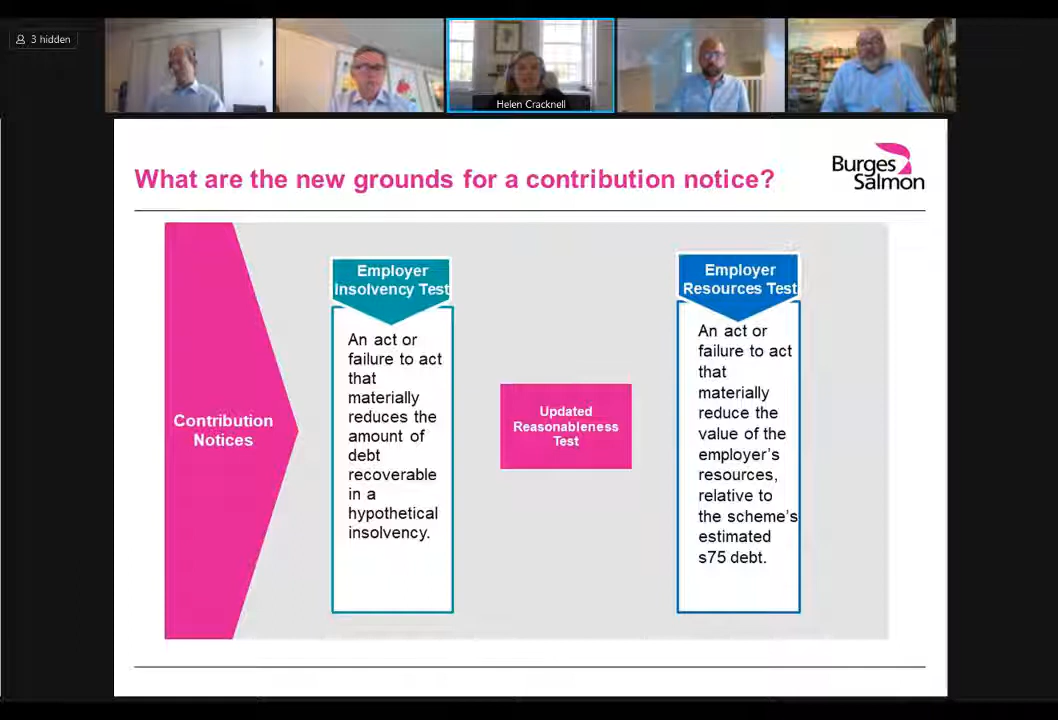 3 hidden
Helen Cracknell
What are the new grounds for a contribution notice?
Burges
Salmon
Contribution
Notices
Employer
Insolvency Test
An act or
failure to act
that
materially
reduces the
amount of
debt
recoverable
in a
hypothetical
insolvency.
Updated
Reasonableness
Test
Employer
Resources Test
An act or
failure to act
that
materially
reduce the
value of the
employer's
resources,
relative to
the scheme's
estimated
s75 debt.